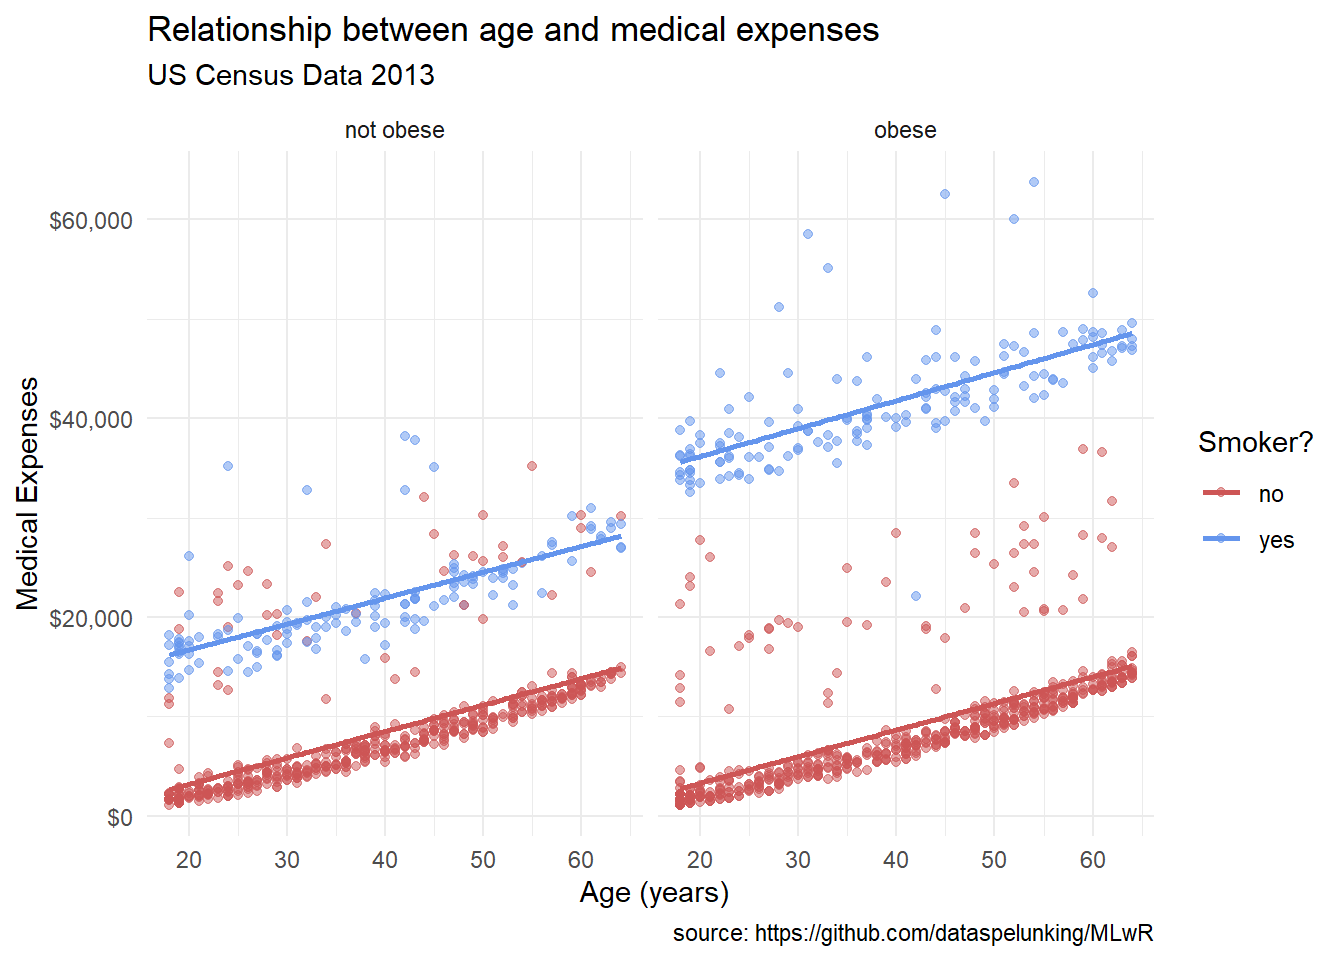 Relationship between age and medical expenses
US Census Data 2013
not obese
obese
$60,000
$40,000
$20,000
$0
Medical Expenses
20 30 40 50 60
20 30 40 50 60
Age (years)
Smoker?
no
yes
source: https://github.com/dataspelunking/MLwR